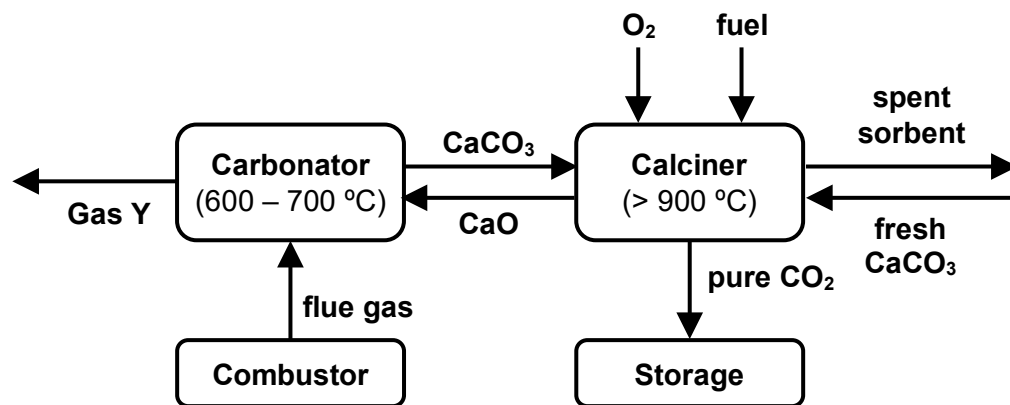 O₂
fuel
spent
sorbent
Carbonator
(600 – 700 ºC)
CaCO₃
CaO
Calciner
(> 900 ºC)
Gas Y
fresh
CaCO₃
flue gas
pure CO₂
Combustor
Storage